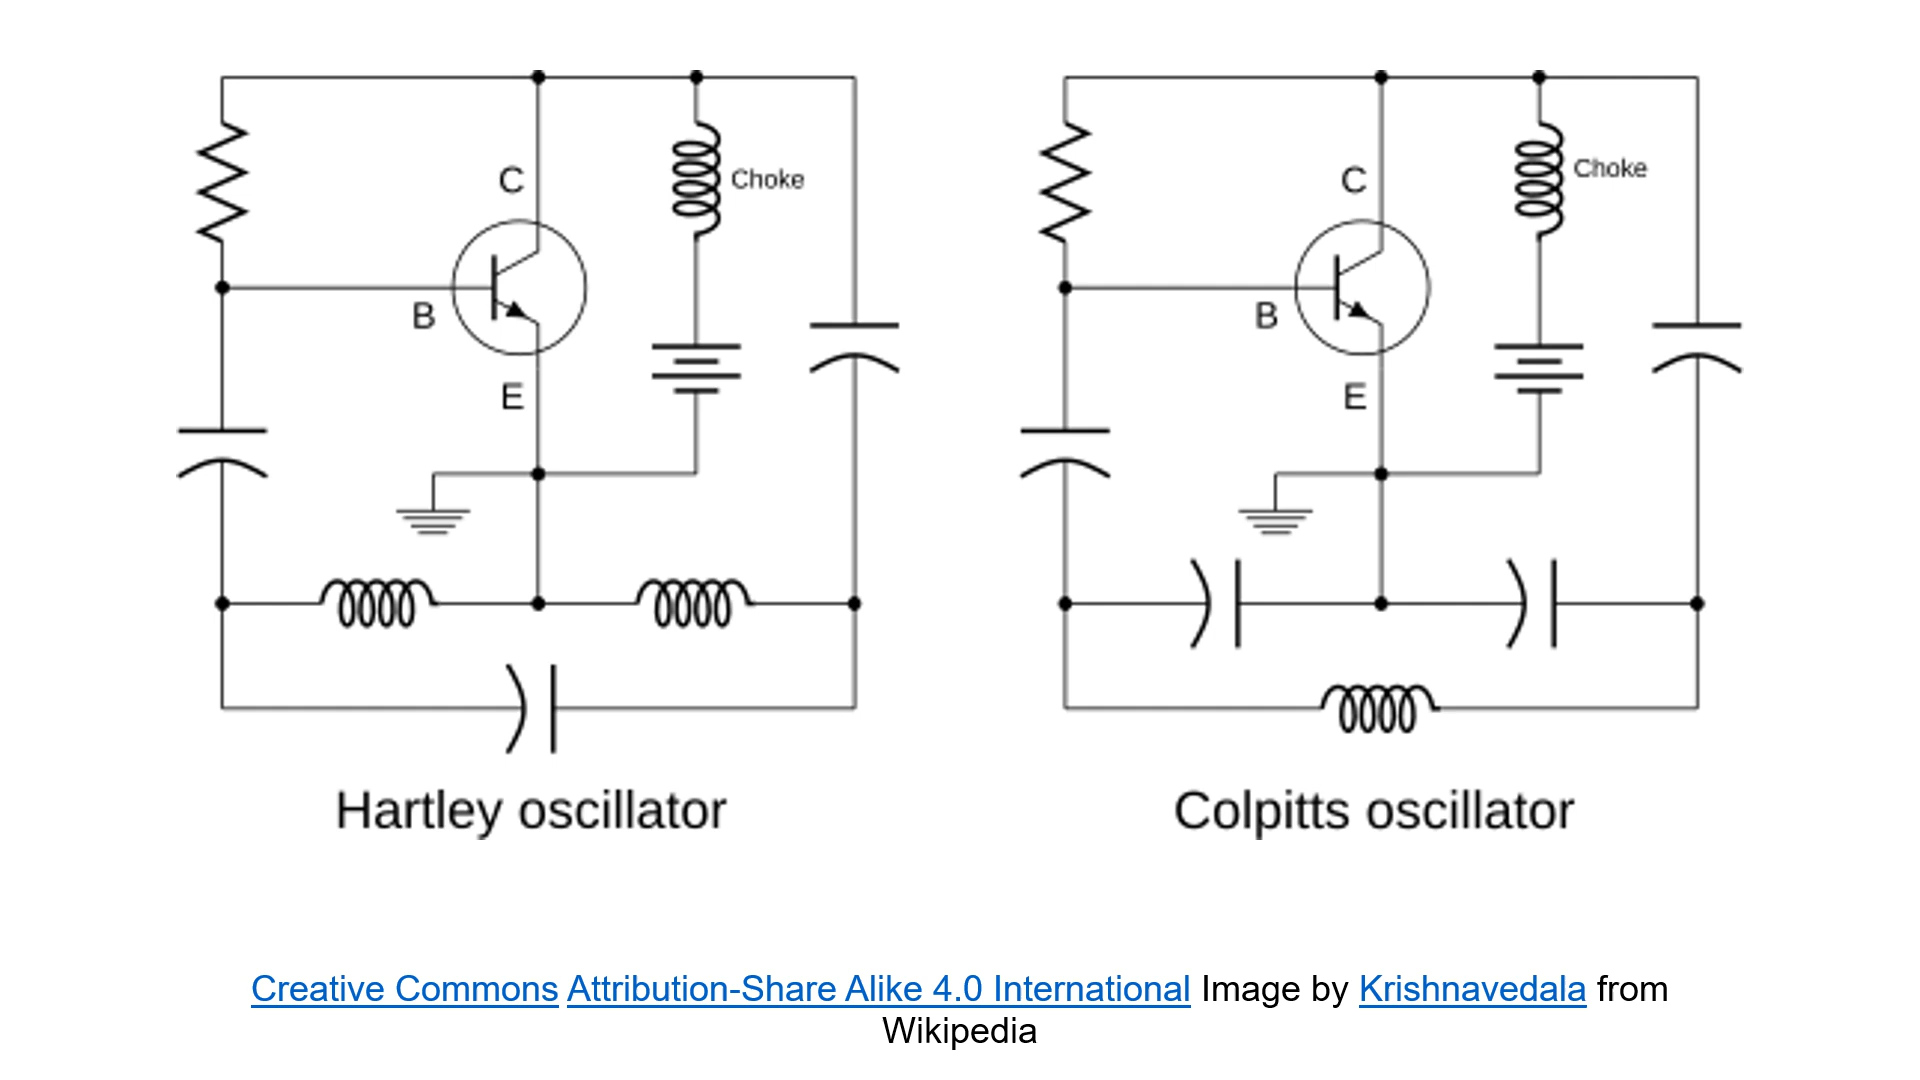 C
Choke
B
E
Hartley oscillator
C
Choke
B
E
Colpitts oscillator
Creative Commons Attribution-Share Alike 4.0 International Image by Krishnavedala from
Wikipedia